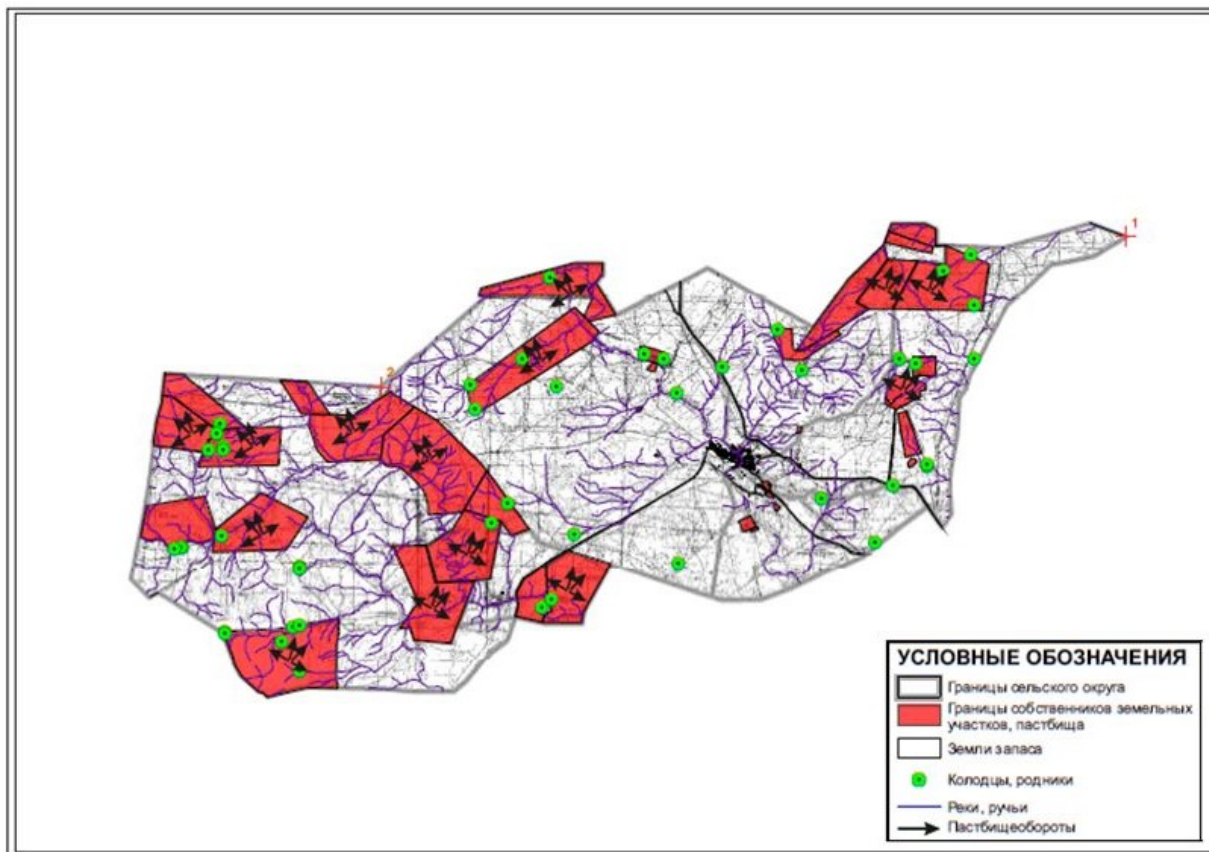 1
2
УСЛОВНЫЕ ОБОЗНАЧЕНИЯ
Границы сельского округа
Границы собственников земельных
участков, пастбища
Земли запаса
Колодцы, родники
Реки, ручьи
Пастбищеобороты